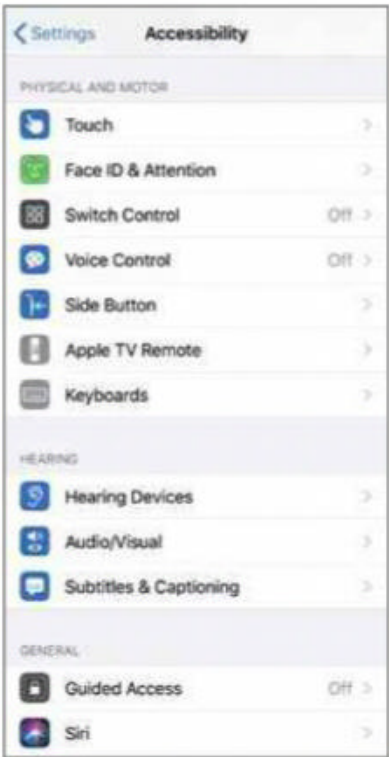 Settings Accessibility
PHYSICAL AND MOTOR
Touch
Face ID & Attention
Switch Control Off
Voice Control Off
Side Button
Apple TV Remote
Keyboards
HEARING
Hearing Devices
Audio/Visual
Subtitles & Captioning
GENERAL
Guided Access Off
Siri